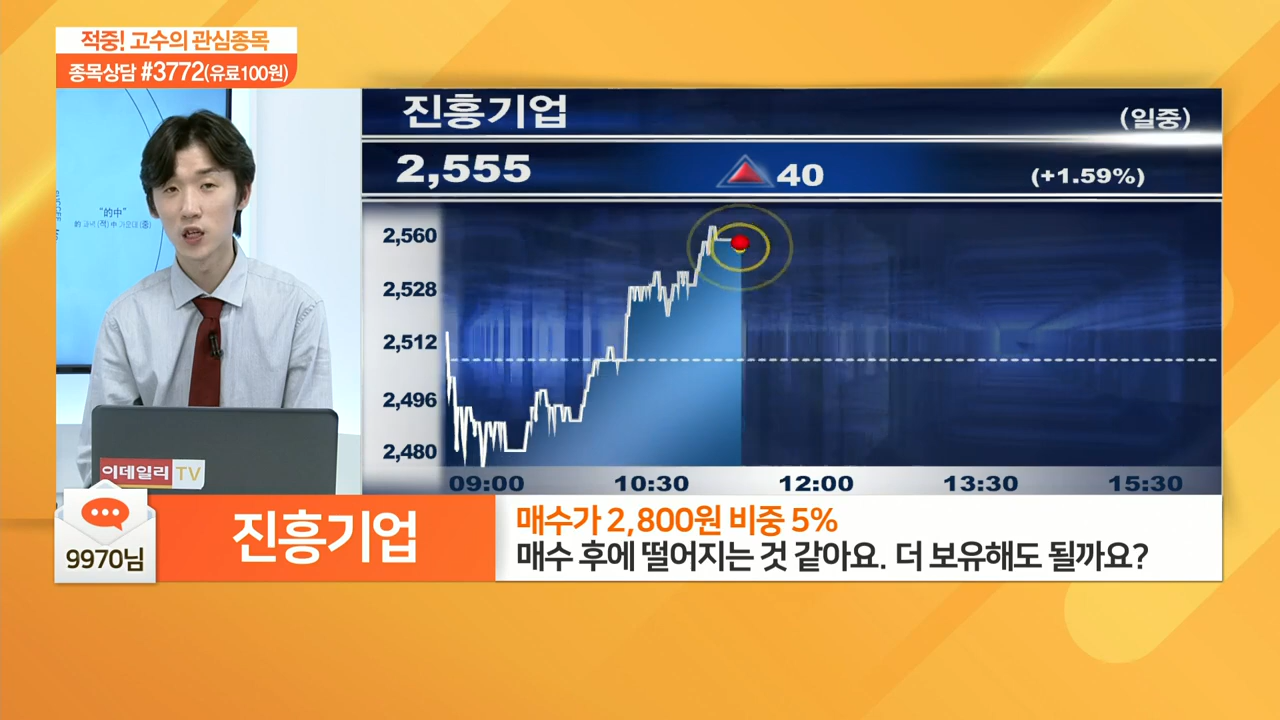 적중! 고수의 관심종목
종목상담 #3772(유료100원)
"的中"
진흥기업
(일중)
2,555
40
(+1.59%)
2,560
2,528
2,512
2,496
2,480
09:00
10:30
12:00
13:30
15:30
이데일리 TV
9970님
진흥기업
매수가 2,800원 비중 5%
매수 후에 떨어지는 것 같아요. 더 보유해도 될까요?